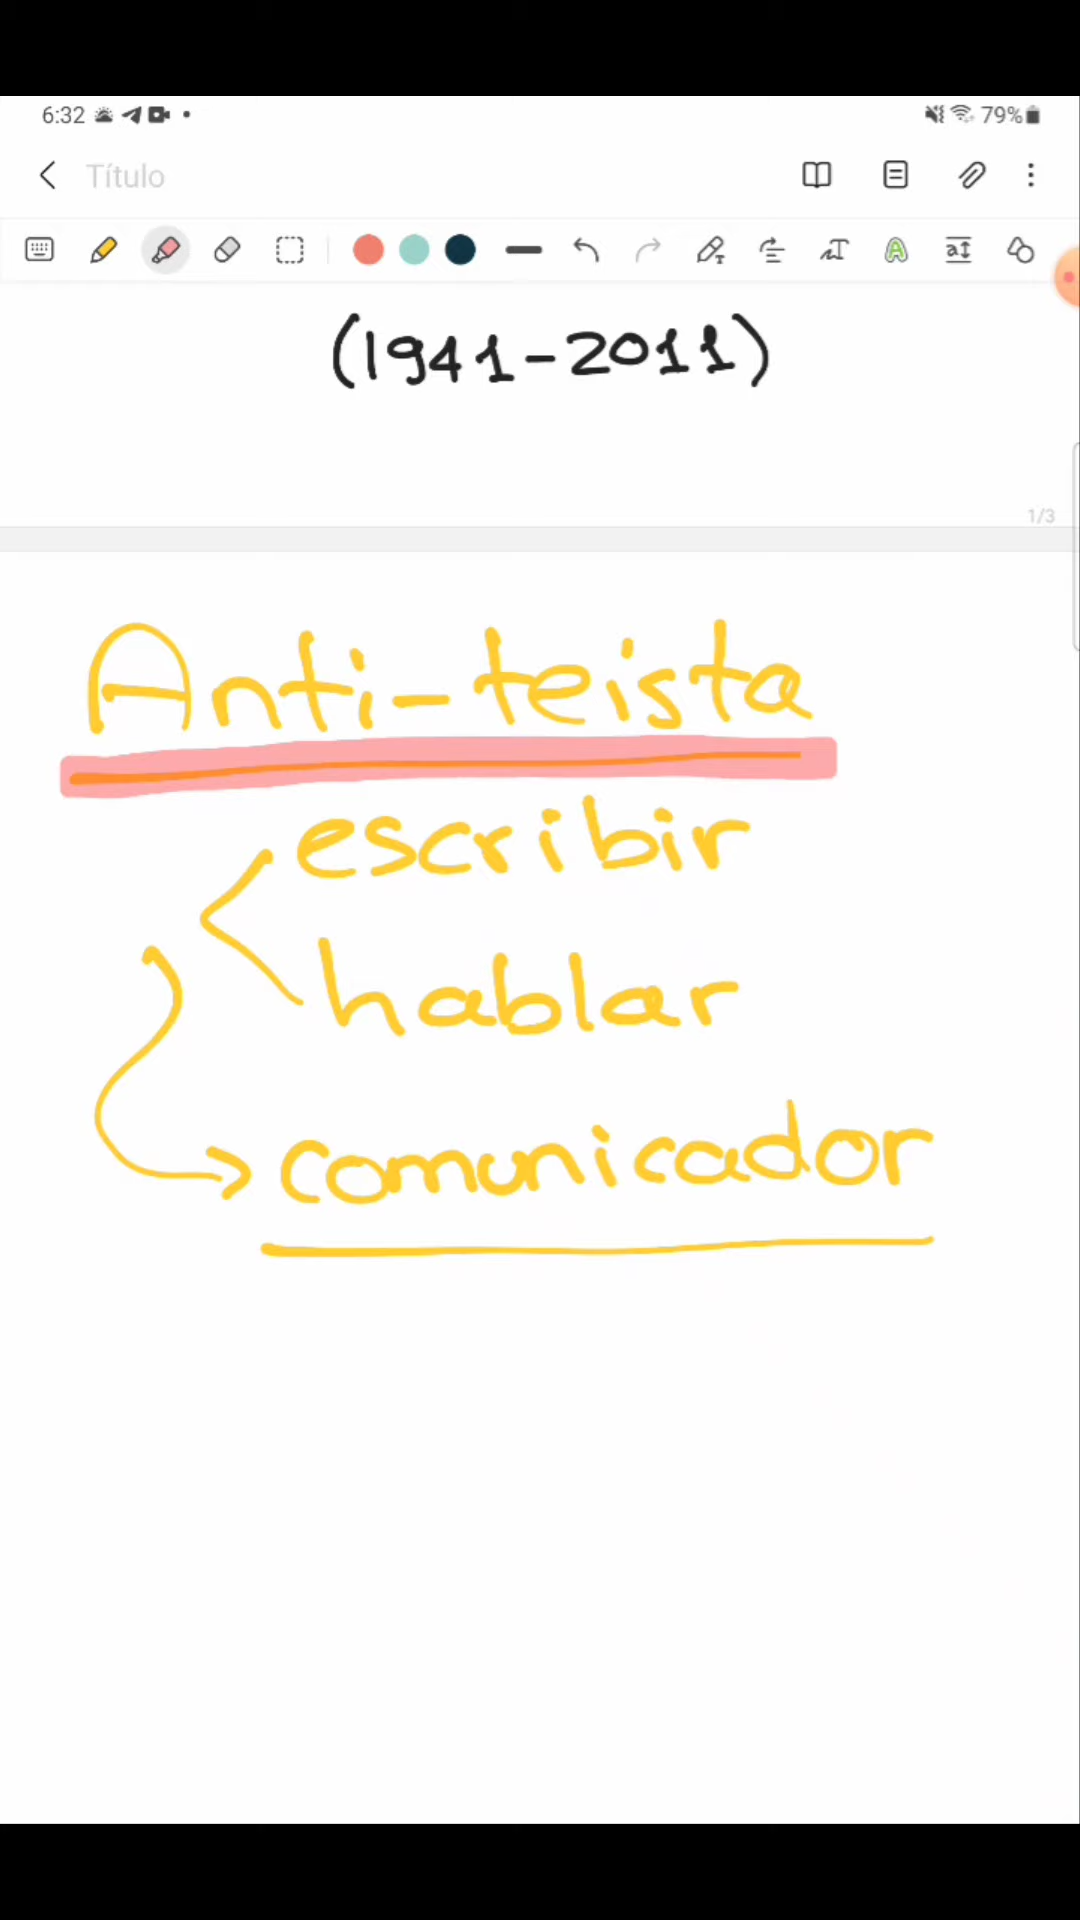 6:32
79%
Título
(1941-2011)
1/3
Anti-teista
escribir
hablar
comunicador